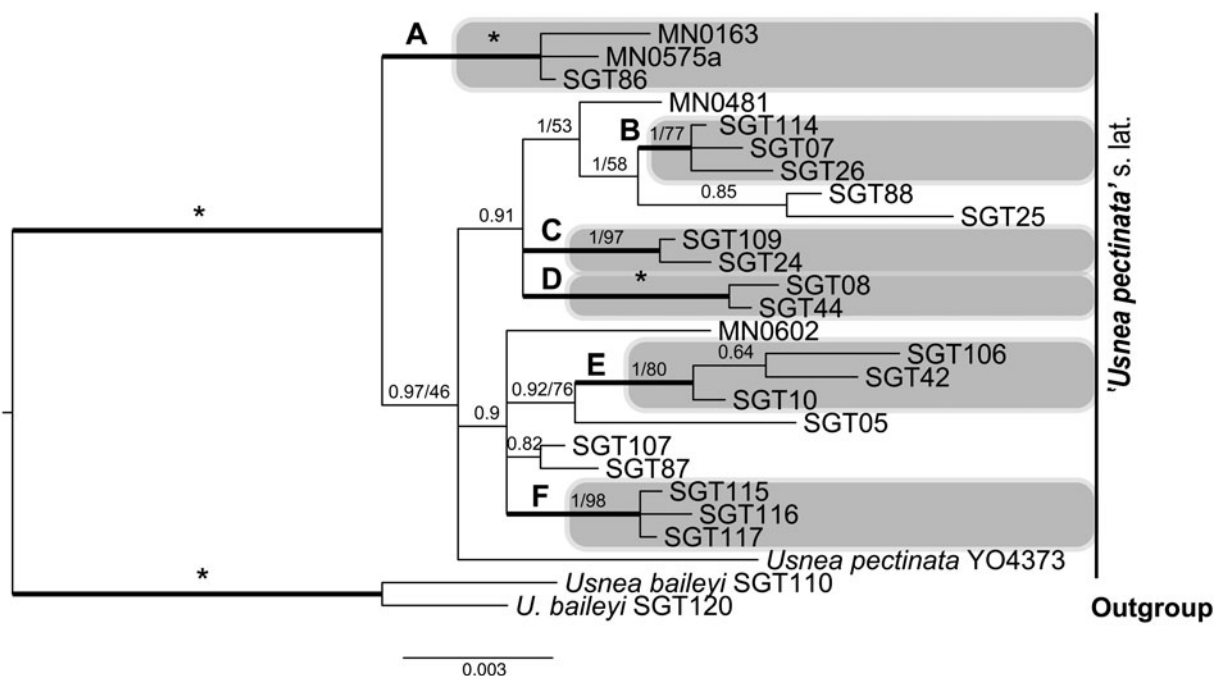 A
*
MN0163
MN0575a
SGT86
MN0481
1/53
B
1/77
SGT114
SGT07
1/58
SGT26
0.85
SGT88
SGT25
*
0.91
C
1/97
SGT109
SGT24
D
*
SGT08
SGT44
MN0602
0.64
SGT106
E
1/80
SGT42
0.97/46
0.92/76
SGT10
0.9
SGT05
0.82
SGT107
SGT87
F
1/98
SGT115
SGT116
SGT117
Usnea pectinata YO4373
'Usnea pectinata' s. lat.
*
Usnea baileyi SGT110
U. baileyi SGT120
Outgroup
0.003